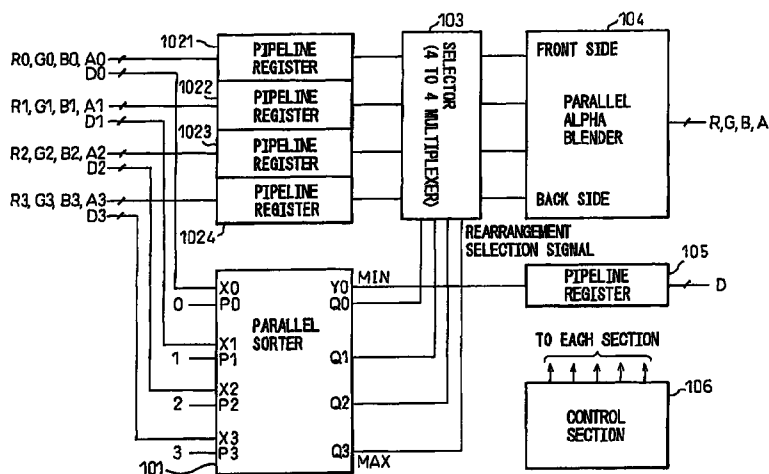 1021
103
104
R0, G0, B0, A0
D0
PIPELINE
REGISTER
1022
R1, G1, B1, A1
D1
PIPELINE
REGISTER
1023
R2, G2, B2, A2
D2
PIPELINE
REGISTER
R3, G3, B3, A3
D3
PIPELINE
REGISTER
1024
SELECTOR
(4 TO 4 MULTIPLEXER)
FRONT SIDE
PARALLEL
ALPHA
BLENDER
BACK SIDE
R, G, B, A
REARRANGEMENT
SELECTION SIGNAL
105
PIPELINE
REGISTER
D
X0
0 P0
X1
1 P1
X2
2 P2
X3
3 P3
PARALLEL
SORTER
Y0 MIN
Q0
Q1
Q2
Q3
MAX
101
TO EACH SECTION
106
CONTROL
SECTION